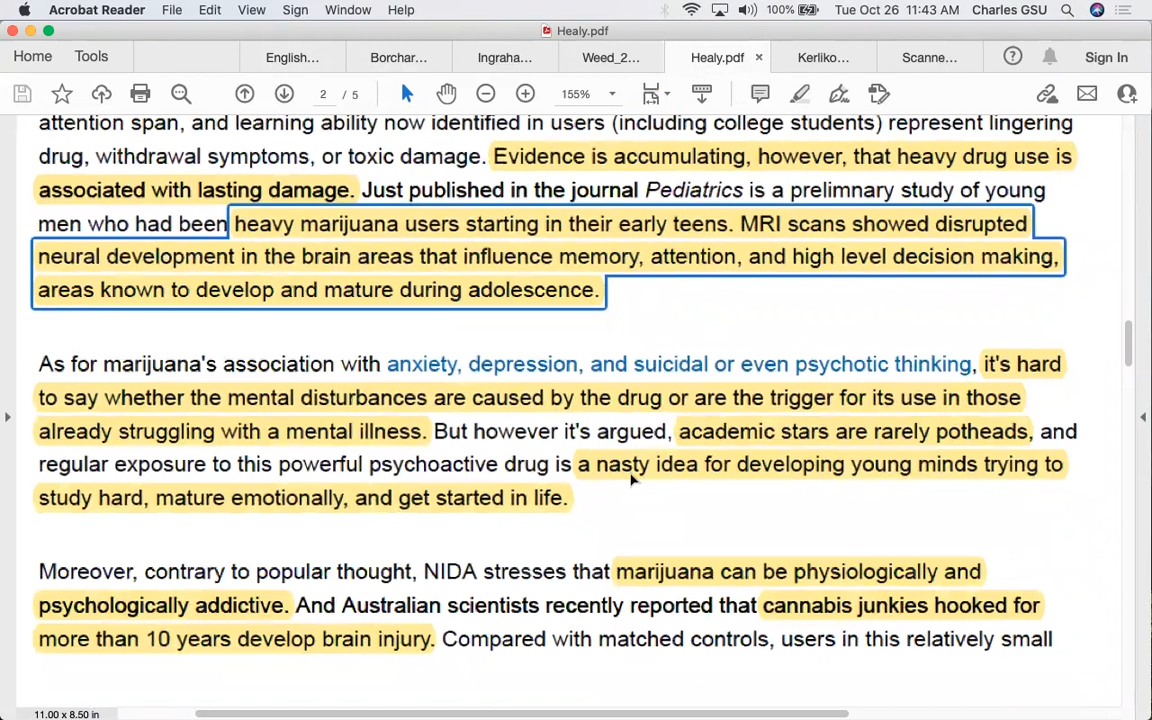 Acrobat Reader File Edit View Sign Window Help 100% Tue Oct 26 11:43 AM Charles GSU
Healy.pdf
Home Tools English... Borchar... Ingraha... Weed_2... Healy.pdf × Kerliko... Scanne... Sign In
2 / 5 155%
attention span, and learning ability now identified in users (including college students) represent lingering
drug, withdrawal symptoms, or toxic damage. Evidence is accumulating, however, that heavy drug use is
associated with lasting damage. Just published in the journal Pediatrics is a prelimnary study of young
men who had been heavy marijuana users starting in their early teens. MRI scans showed disrupted
neural development in the brain areas that influence memory, attention, and high level decision making,
areas known to develop and mature during adolescence.
As for marijuana's association with anxiety, depression, and suicidal or even psychotic thinking, it's hard
to say whether the mental disturbances are caused by the drug or are the trigger for its use in those
already struggling with a mental illness. But however it's argued, academic stars are rarely potheads, and
regular exposure to this powerful psychoactive drug is a nasty idea for developing young minds trying to
study hard, mature emotionally, and get started in life.
Moreover, contrary to popular thought, NIDA stresses that marijuana can be physiologically and
psychologically addictive. And Australian scientists recently reported that cannabis junkies hooked for
more than 10 years develop brain injury. Compared with matched controls, users in this relatively small
11.00 x 8.50 in